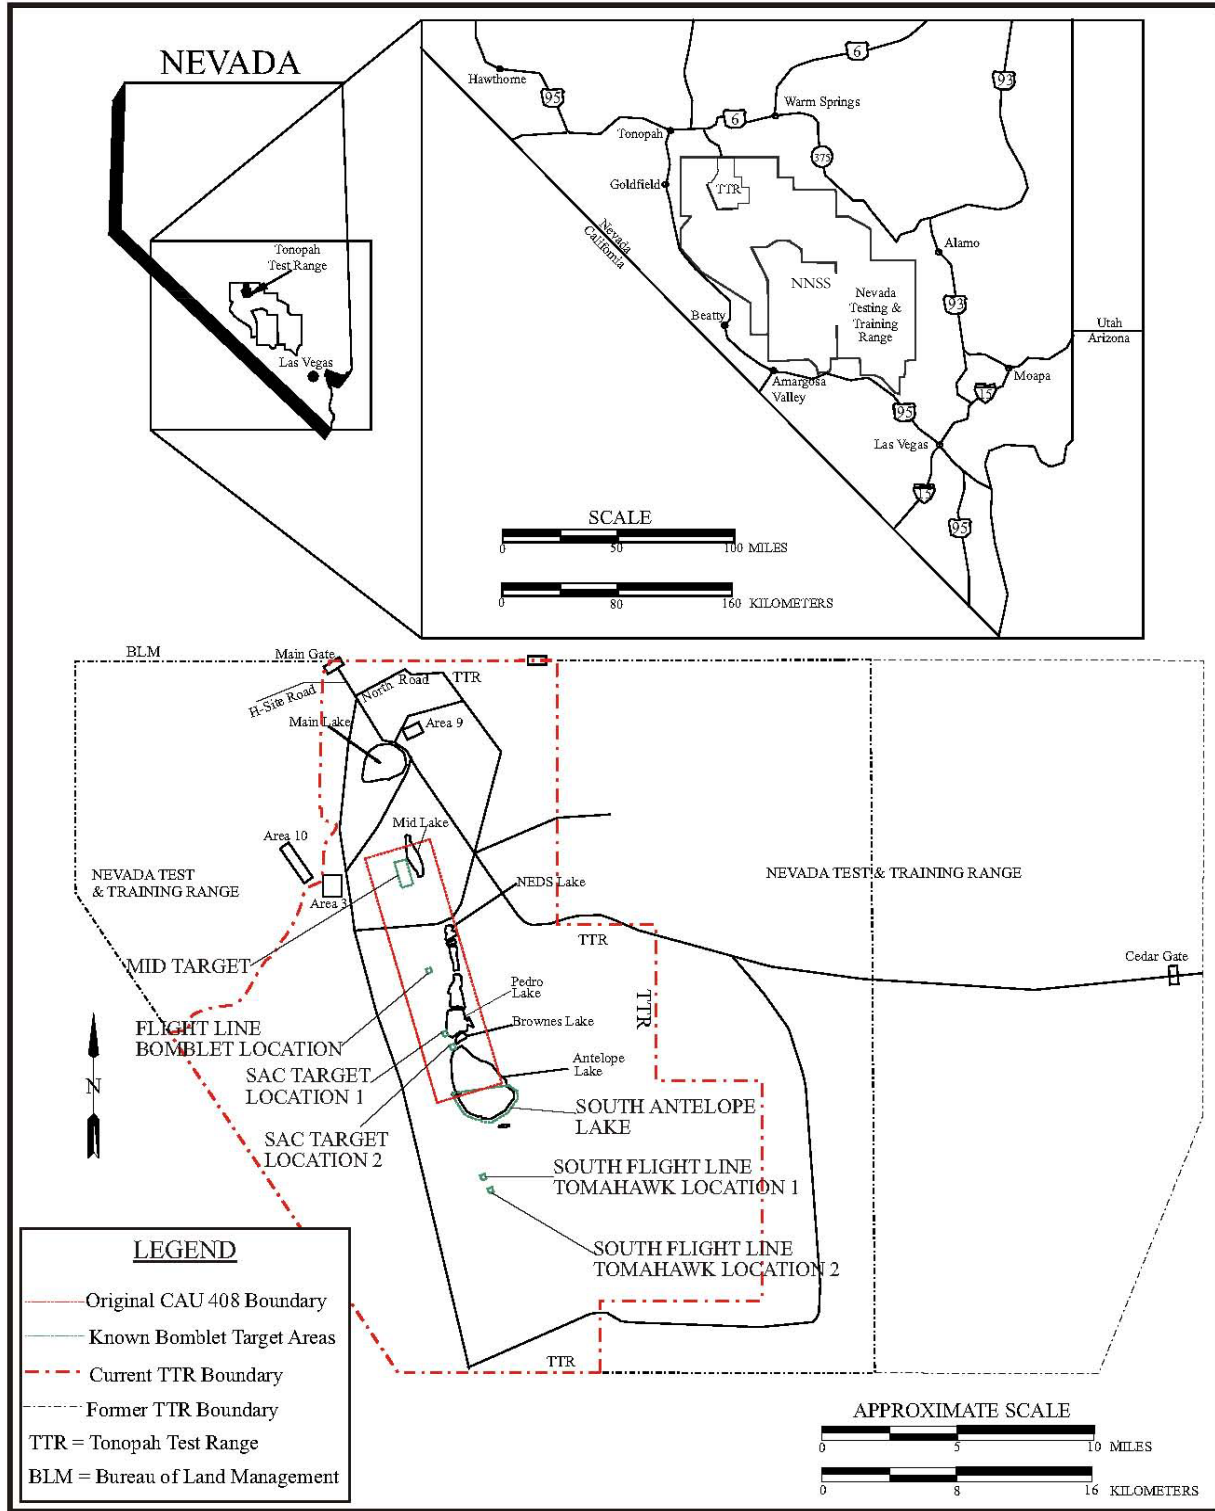 NEVADA
Tonopah
Test Range
Las Vegas
Hawthorne
95
6
93
Warm Springs
Tonopah
6
375
Goldfield
TTR
Nevada
California
Alamo
NNSS
Nevada
Testing &
Training
Range
93
Beatty
Utah
Arizona
Amargosa
Valley
Moapa
15
95
Las Vegas
15
95
SCALE
0
50
100 MILES
0
80
160 KILOMETERS
BLM
Main Gate
H-Site Road
North Road
TTR
Main Lake
Area 9
Mid Lake
Area 10
NEVADA TEST
& TRAINING RANGE
NEVADA TEST & TRAINING RANGE
NEDS Lake
Area 3
TTR
MID TARGET
Cedar Gate
Pedro
Lake
TTR
Brownes Lake
FLIGHT LINE
BOMBLET LOCATION
N
SAC TARGET
LOCATION 1
Antelope
Lake
SOUTH ANTELOPE
LAKE
SAC TARGET
LOCATION 2
SOUTH FLIGHT LINE
TOMAHAWK LOCATION 1
SOUTH FLIGHT LINE
TOMAHAWK LOCATION 2
TTR
LEGEND
Original CAU 408 Boundary
Known Bomblet Target Areas
Current TTR Boundary
Former TTR Boundary
TTR = Tonopah Test Range
BLM = Bureau of Land Management
APPROXIMATE SCALE
0
5
10 MILES
0
8
16 KILOMETERS